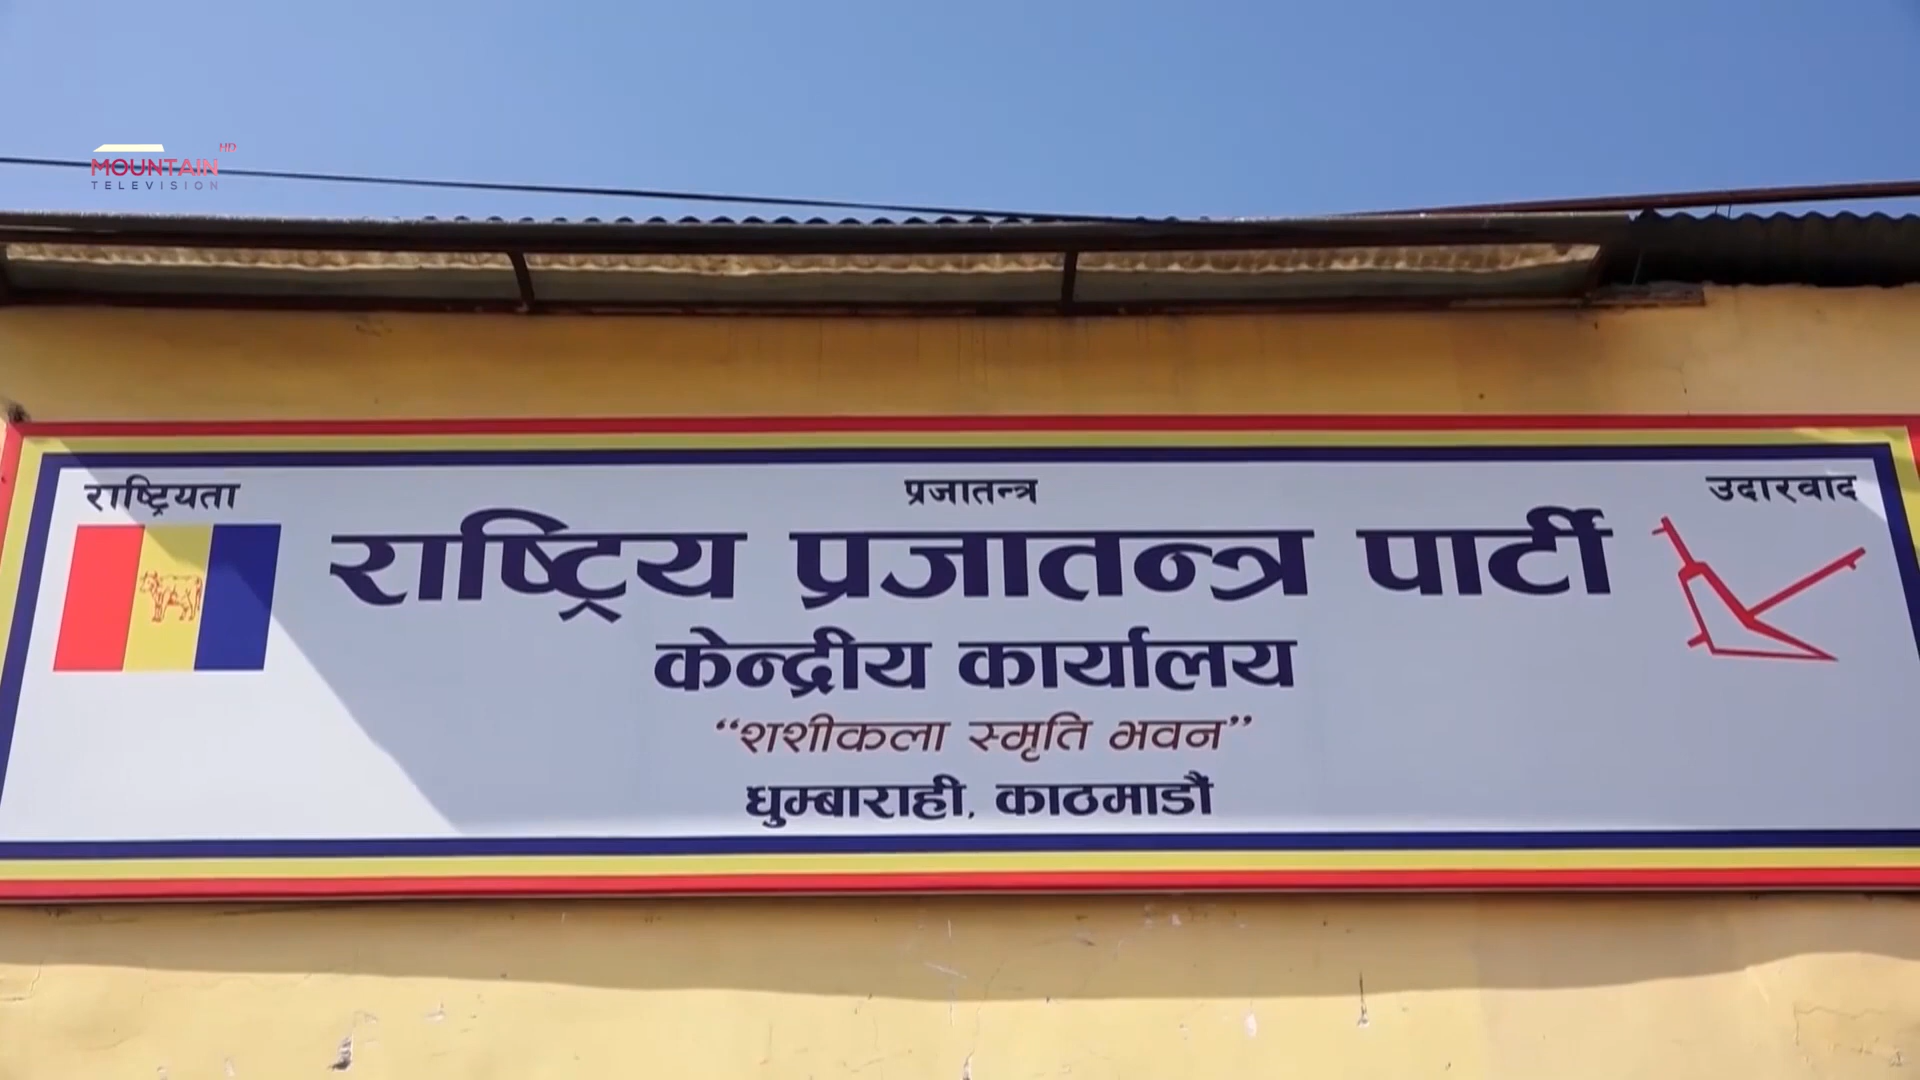 MOUNTAIN HD
TELEVISION
राष्ट्रियता प्रजातन्त्र उदारवाद
राष्ट्रिय प्रजातन्त्र पार्टी
केन्द्रीय कार्यालय
“शशीकला स्मृति भवन”
धुम्बाराही, काठमाडौं